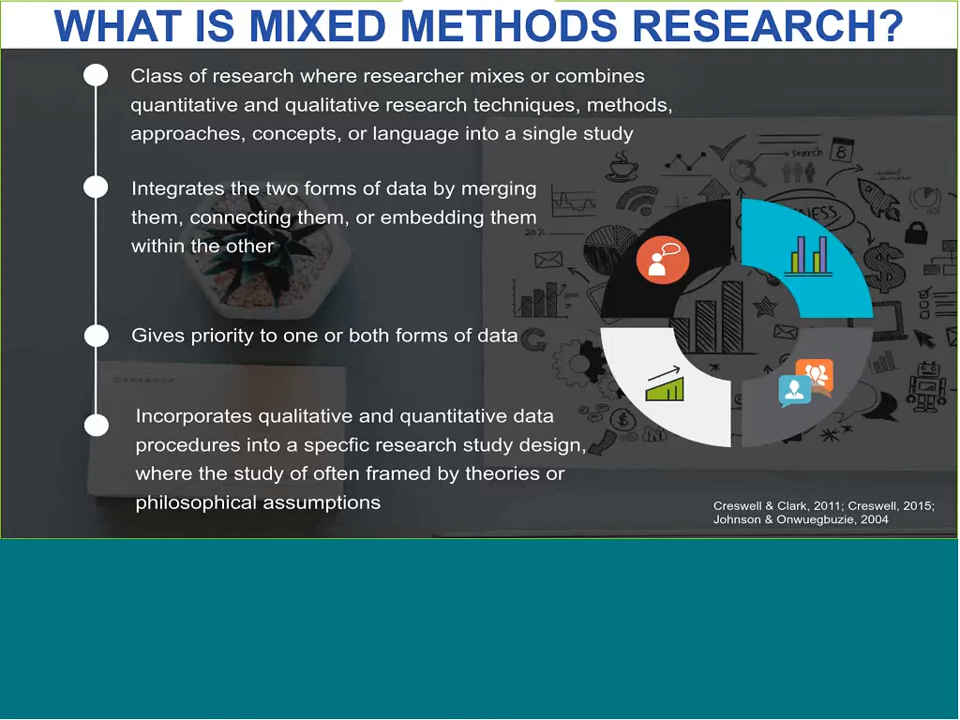 WHAT IS MIXED METHODS RESEARCH?
Class of research where researcher mixes or combines
quantitative and qualitative research techniques, methods,
approaches, concepts, or language into a single study
Integrates the two forms of data by merging
them, connecting them, or embedding them
within the other
Gives priority to one or both forms of data
Incorporates qualitative and quantitative data
procedures into a specfic research study design,
where the study of often framed by theories or
philosophical assumptions
search
8
20%
G
Creswell & Clark, 2011; Creswell, 2015;
Johnson & Onwuegbuzie, 2004